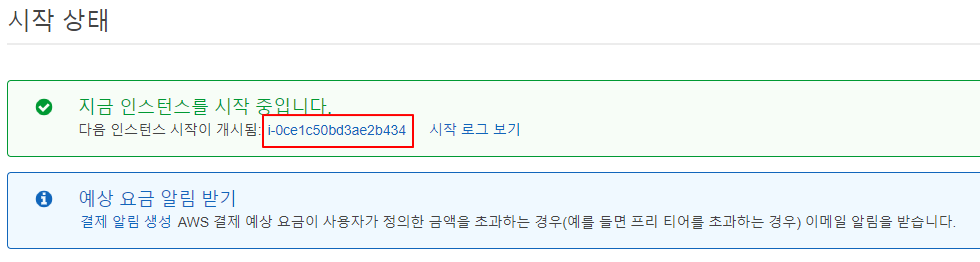 시작 상태
지금 인스턴스를 시작 중입니다.
다음 인스턴스 시작이 개시됨: i-0ce1c50bd3ae2b434 시작 로그 보기
예상 요금 알림 받기
결제 알림 생성 AWS 결제 예상 요금이 사용자가 정의한 금액을 초과하는 경우(예를 들면 프리 티어를 초과하는 경우) 이메일 알림을 받습니다.